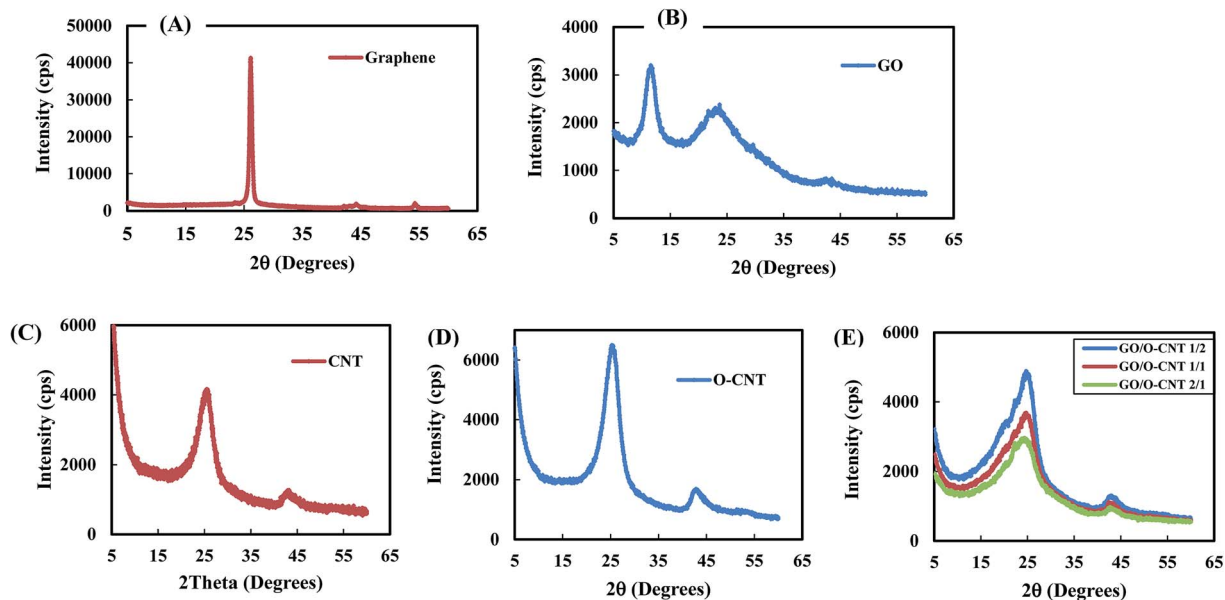 (A)
50000
40000
30000
20000
10000
0
Intensity (cps)
Graphene
5 15 25 35 45 55 65
2θ (Degrees)
(B)
4000
3000
2000
1000
0
Intensity (cps)
GO
5 15 25 35 45 55 65
2θ (Degrees)
(C)
6000
4000
2000
0
Intensity (cps)
CNT
5 15 25 35 45 55 65
2Theta (Degrees)
(D)
6000
4000
2000
0
Intensity (cps)
O-CNT
5 15 25 35 45 55 65
2θ (Degrees)
(E)
6000
4000
2000
0
Intensity (cps)
GO/O-CNT 1/2
GO/O-CNT 1/1
GO/O-CNT 2/1
5 15 25 35 45 55 65
2θ (Degrees)